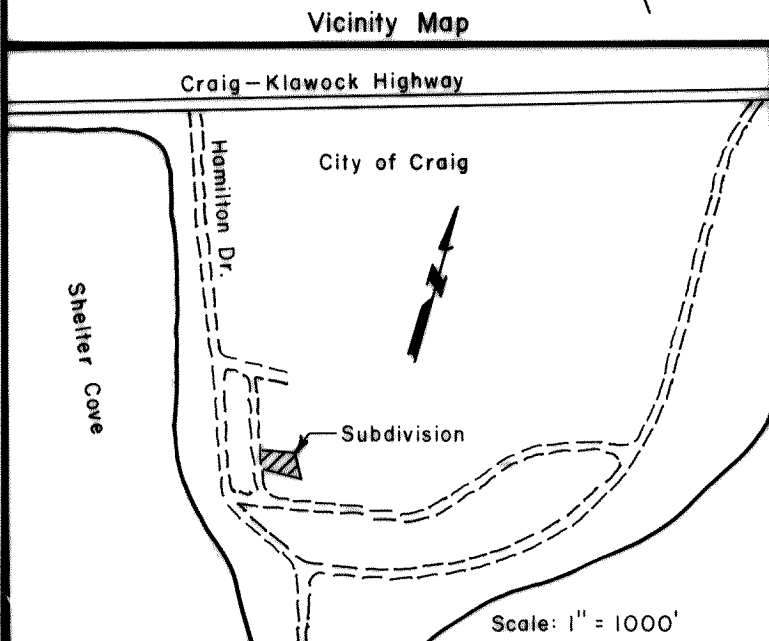 Vicinity Map
Craig-Klawock Highway
City of Craig
Hamilton Dr.
Shelter Cove
Subdivision
Scale: 1" = 1000'